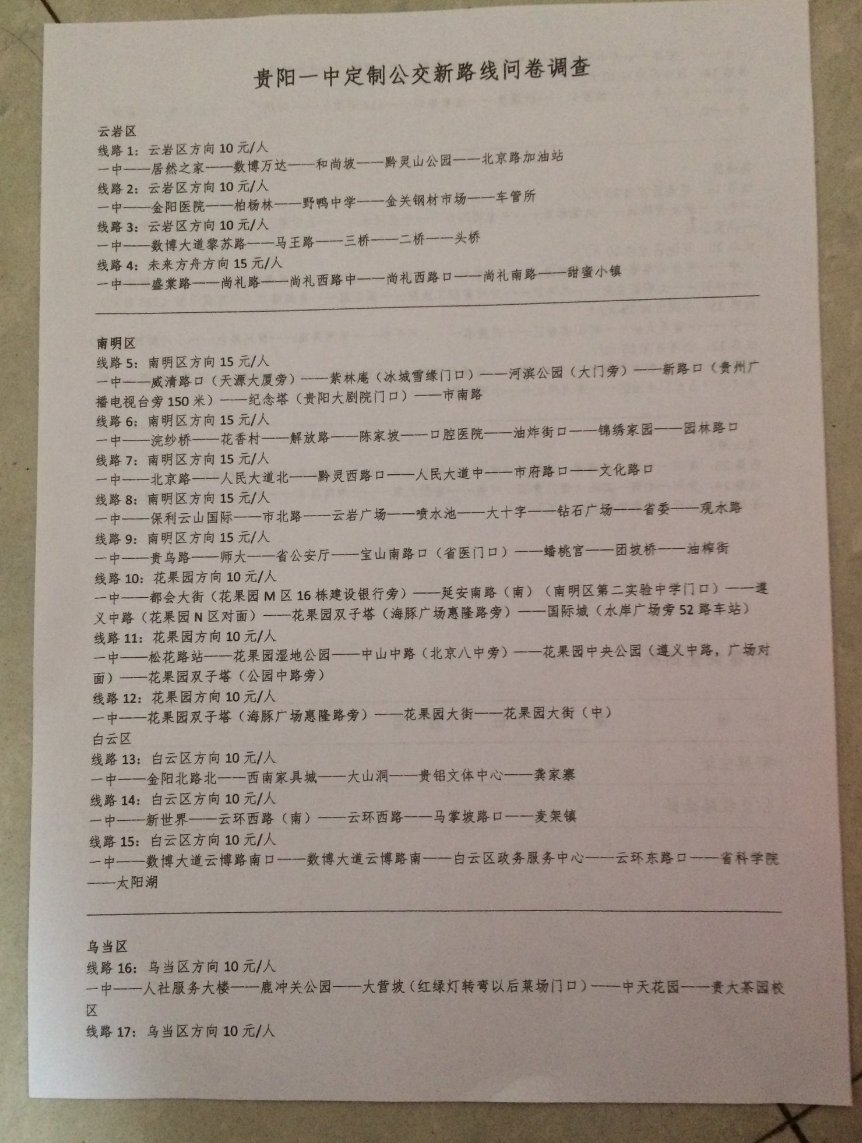 贵阳一中定制公交新路线问卷调查
云岩区
线路 1：云岩区方向 10 元/人
一中——居然之家——数博万达——和尚坡——黔灵山公园——北京路加油站
线路 2：云岩区方向 10 元/人
一中——金阳医院——柏杨林——野鸭中学——金关钢材市场——车管所
线路 3：云岩区方向 10 元/人
一中——数博大道黎苏路——马王路——三桥——二桥——头桥
线路 4：未来方舟方向 15 元/人
一中——盛棠路——尚礼路——尚礼西路中——尚礼西路口——尚礼南路——甜蜜小镇
南明区
线路 5：南明区方向 15 元/人
一中——威清路口（天源大厦旁）——紫林庵（冰城雪缘门口）——河滨公园（大门旁）——新路口（贵州广
播电视台旁 150 米）——纪念塔（贵阳大剧院门口）——市南路
线路 6：南明区方向 15 元/人
一中——浣纱桥——花香村——解放路——陈家坡——口腔医院——油炸街口——锦绣家园——园林路口
线路 7：南明区方向 15 元/人
一中——北京路——人民大道北——黔灵西路口——人民大道中——市府路口——文化路口
线路 8：南明区方向 15 元/人
一中——保利云山国际——市北路——云岩广场——喷水池——大十字——钻石广场——省委——观水路
线路 9：南明区方向 15 元/人
一中——贵乌路——师大——省公安厅——宝山南路口（省医门口）——蟠桃宫——团坡桥——油榨街
线路 10：花果园方向 10 元/人
一中——都会大街（花果园 M 区 16 栋建设银行旁）——延安南路（南）（南明区第二实验中学门口）——遵
义中路（花果园 N 区对面）——花果园双子塔（海豚广场惠隆路旁）——国际城（水岸广场旁 52 路车站）
线路 11：花果园方向 10 元/人
一中——松花路站——花果园湿地公园——中山中路（北京八中旁）——花果园中央公园（遵义中路，广场对
面）——花果园双子塔（公园中路旁）
线路 12：花果园方向 10 元/人
一中——花果园双子塔（海豚广场惠隆路旁）——花果园大街——花果园大街（中）
白云区
线路 13：白云区方向 10 元/人
一中——金阳北路北——西南家具城——大山洞——贵铝文体中心——龚家寨
线路 14：白云区方向 10 元/人
一中——新世界——云环西路（南）——云环西路——马掌坡路口——麦架镇
线路 15：白云区方向 10 元/人
一中——数博大道云博路南口——数博大道云博路南——白云区政务服务中心——云环东路口——省科学院
——太阳湖
乌当区
线路 16：乌当区方向 10 元/人
一中——人社服务大楼——鹿冲关公园——大营坡（红绿灯转弯以后菜场门口）——中天花园——贵大茶园校
区
线路 17：乌当区方向 10 元/人